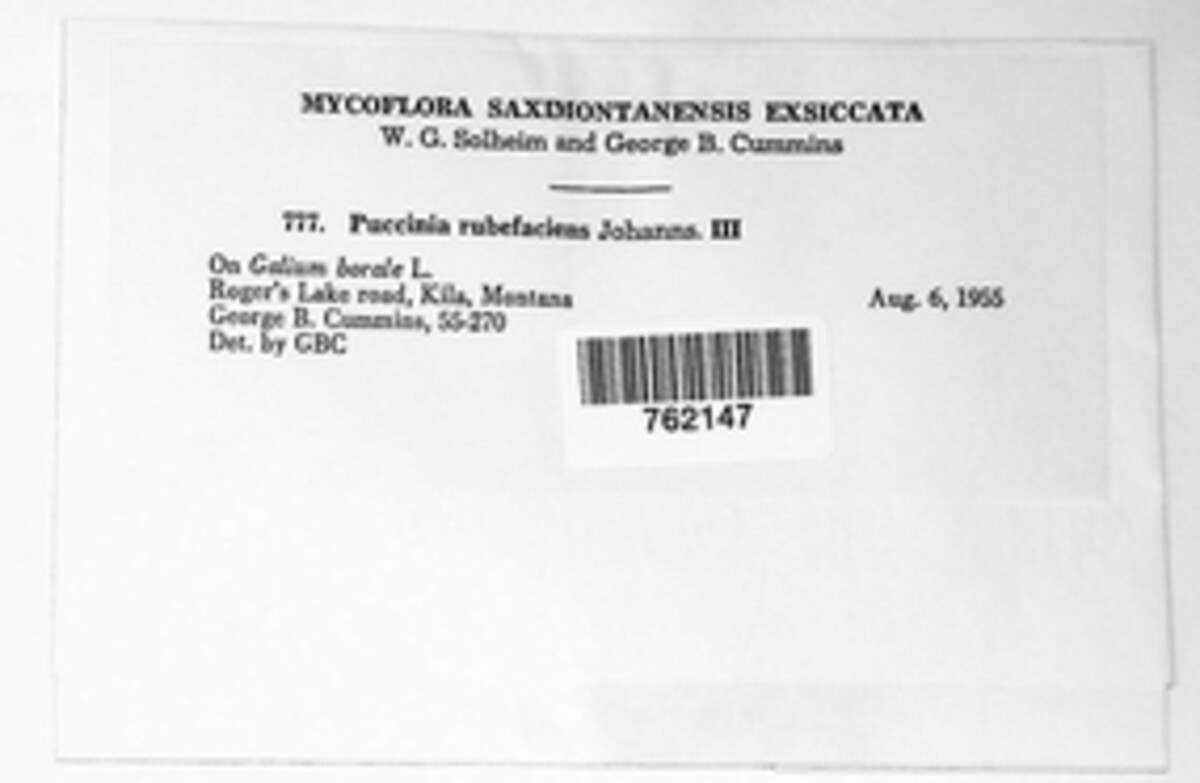 MYCOFLORA SAXIMONTANENSIS EXSICCATA
W. G. Solheim and George B. Cummins
777. Puccinia rubefaciens Johanns. III
On Galium borale L.
Roger's Lake road, Kila, Montana Aug. 6, 1955
George B. Cummins, 55-270
Det. by GBC
762147